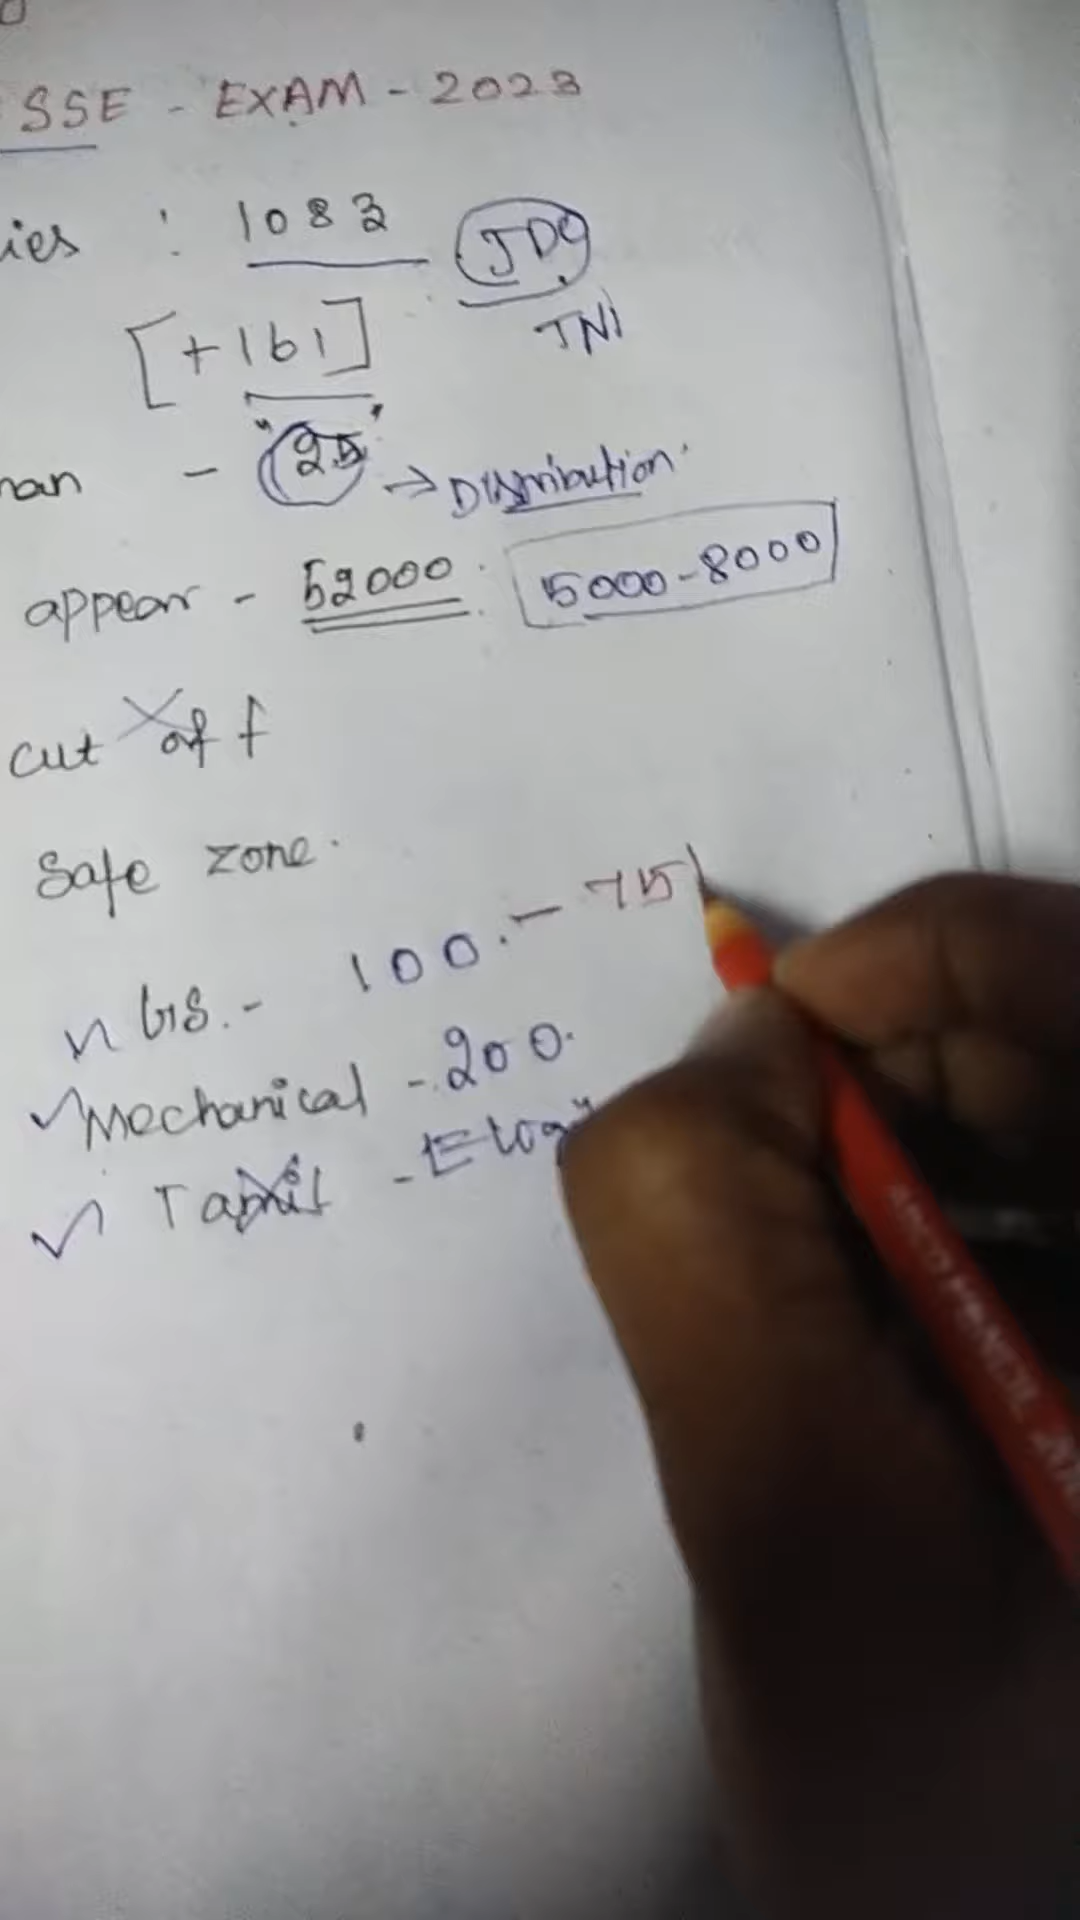 SSE - EXAM - 2023
ies : 1083 JDO
[+161] TNI
man - "25" → Distribution
appear - 52000 5000-8000
cut off
Safe zone.
GS. - 100. - 75
Mechanical - 200.
Tamil -